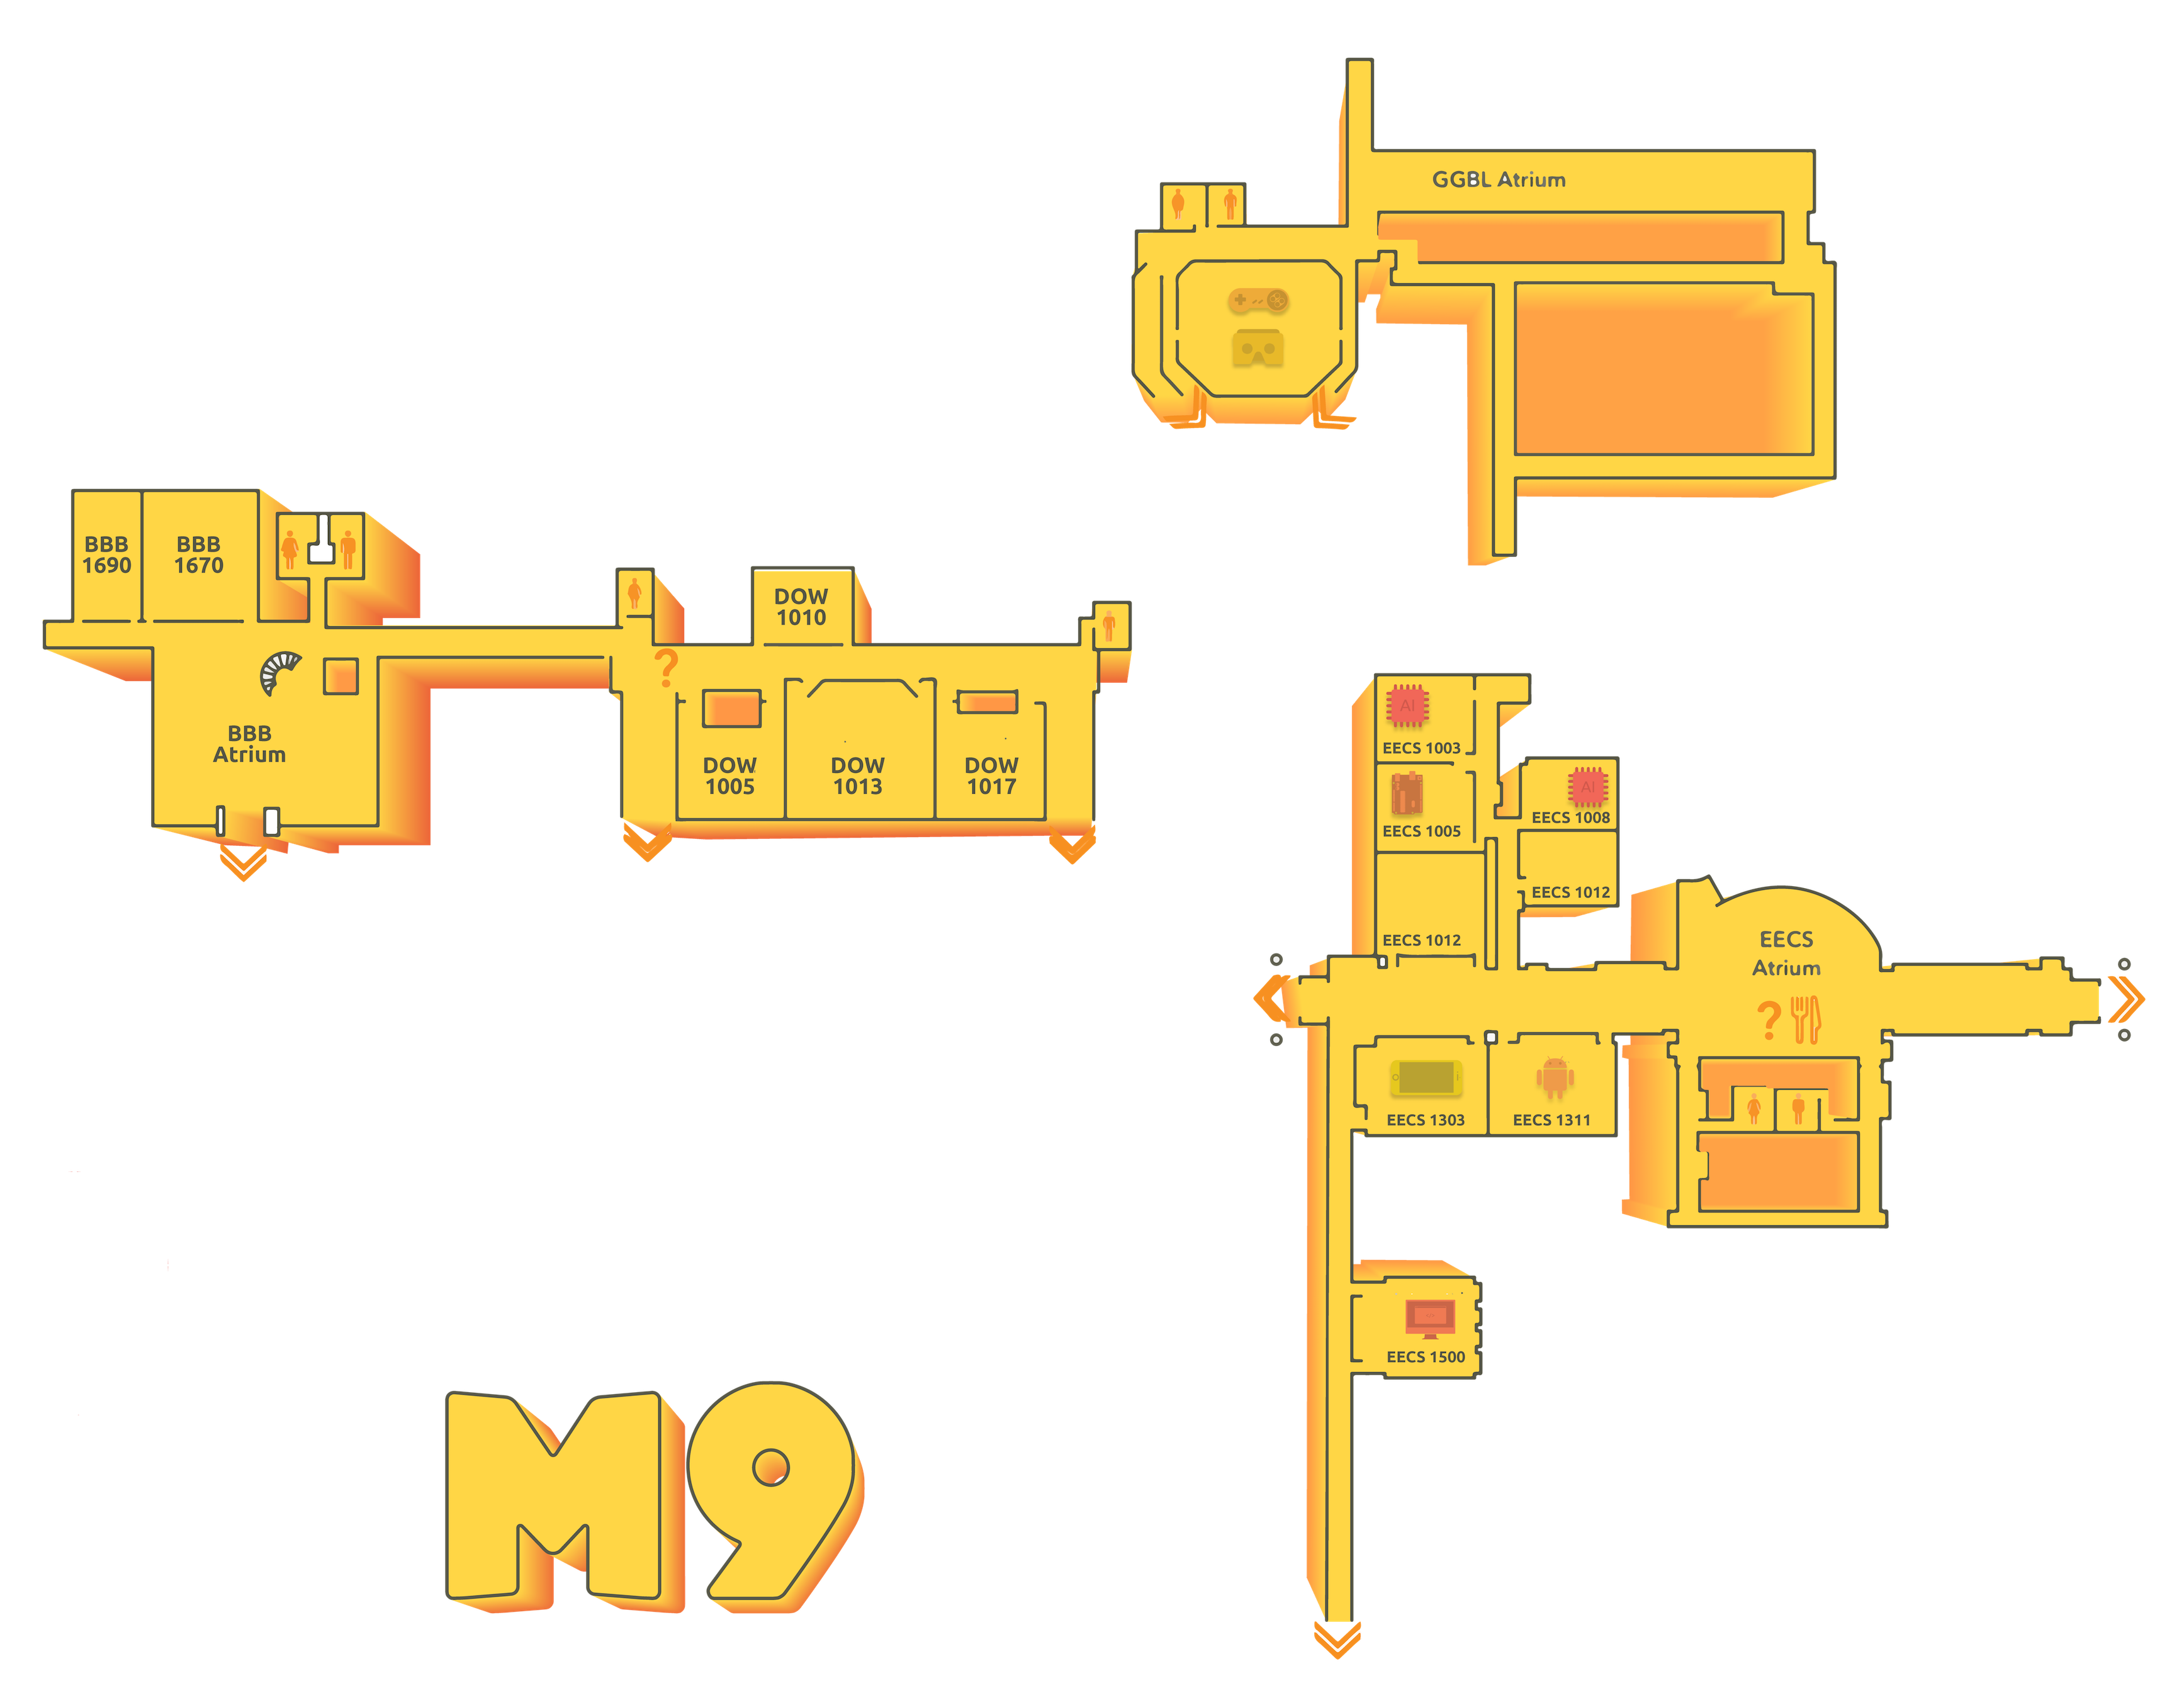 GGBL Atrium
BBB
1690
BBB
1670
BBB
Atrium
?
DOW
1010
DOW
1005
DOW
1013
DOW
1017
AI
EECS 1003
EECS 1005
AI
EECS 1008
EECS 1012
EECS 1012
EECS
Atrium
?
EECS 1303
EECS 1311
EECS 1500
M9